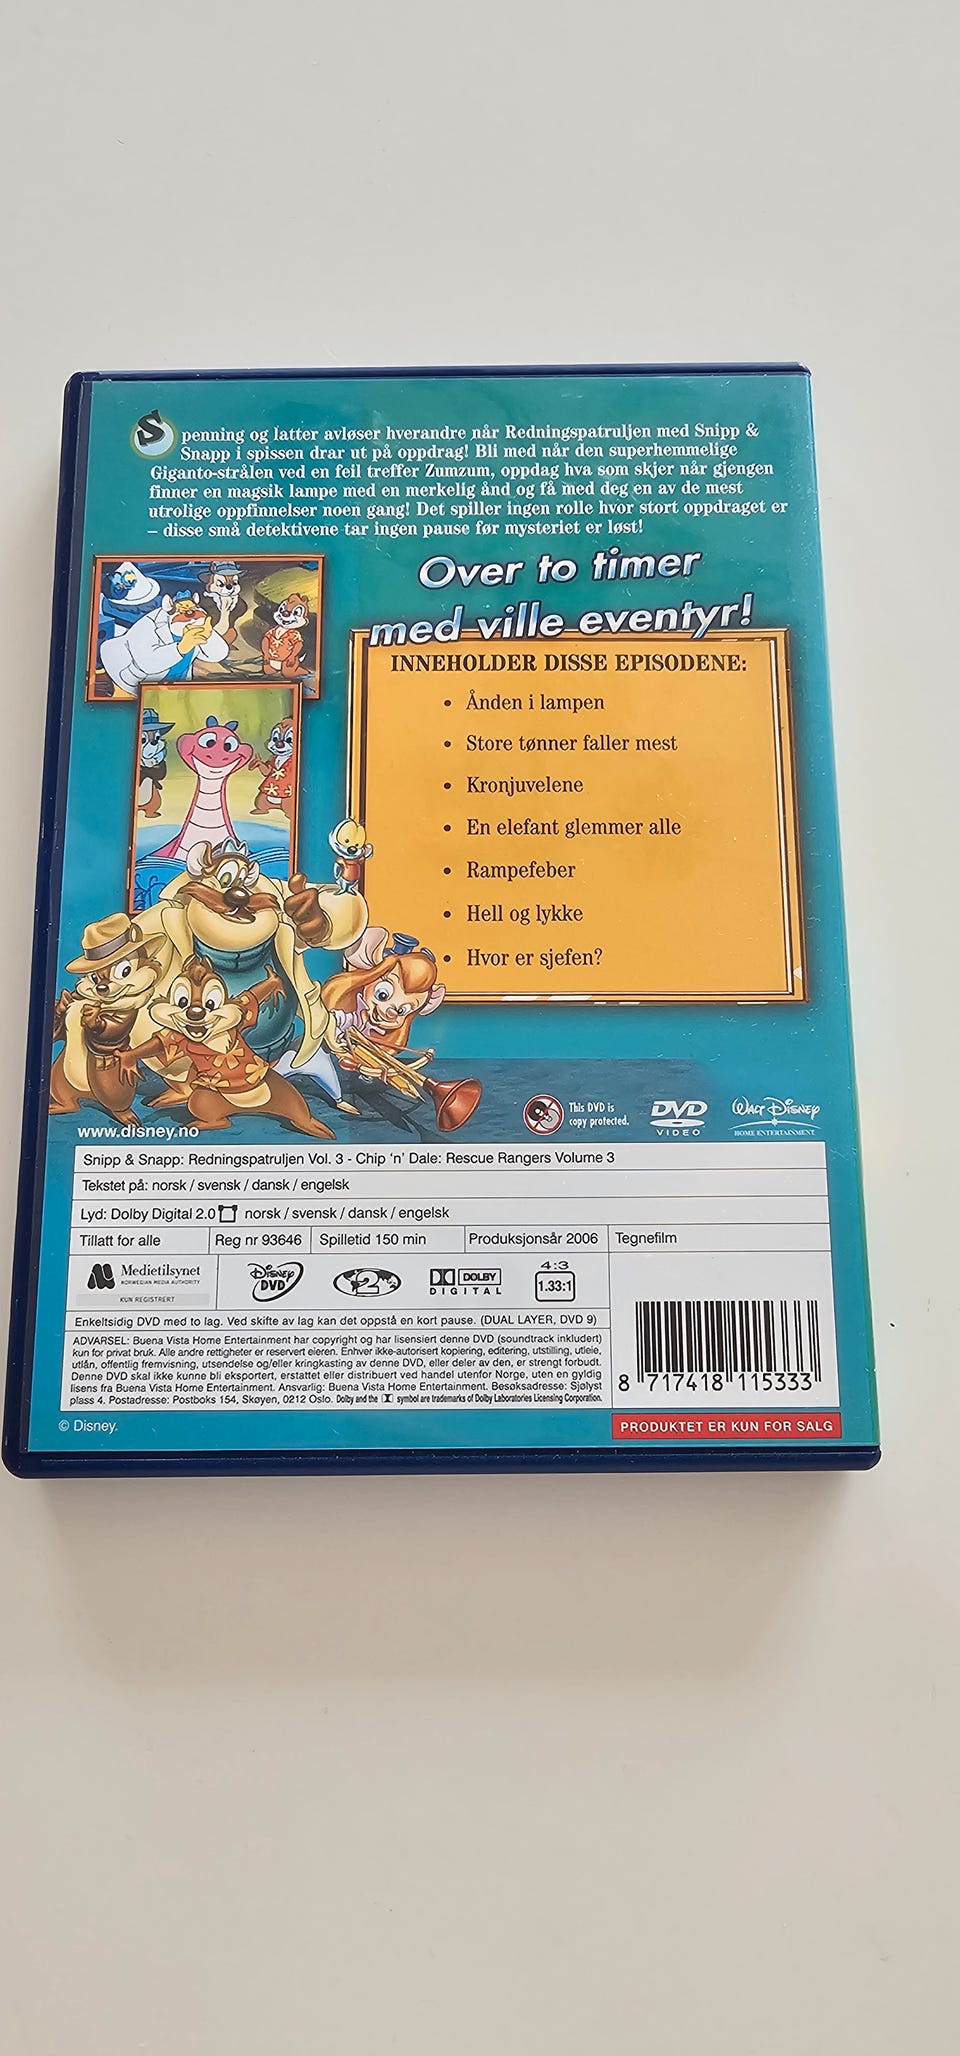 Spenning og latter avløser hverandre når Redningspatruljen med Snipp &
Snapp i spissen drar ut på oppdrag! Bli med når den superhemmelige
Giganto-strålen ved en feil treffer Zumzum, oppdag hva som skjer når gjengen
finner en magsik lampe med en merkelig ånd og få med deg en av de mest
utrolige oppfinnelser noen gang! Det spiller ingen rolle hvor stort oppdraget er
– disse små detektivene tar ingen pause før mysteriet er løst!
Over to timer
med ville eventyr!
INNEHOLDER DISSE EPISODENE:
• Ånden i lampen
• Store tønner faller mest
• Kronjuvelene
• En elefant glemmer alle
• Rampefeber
• Hell og lykke
• Hvor er sjefen?
www.disney.no
This DVD is
copy protected.
DVD
VIDEO
WALT DISNEY
HOME ENTERTAINMENT
Snipp & Snapp: Redningspatruljen Vol. 3 - Chip 'n' Dale: Rescue Rangers Volume 3
Tekstet på: norsk / svensk / dansk / engelsk
Lyd: Dolby Digital 2.0 norsk / svensk / dansk / engelsk
Tillatt for alle
Reg nr 93646
Spilletid 150 min
Produksjonsår 2006
Tegnefilm
Medietilsynet
NORWEGIAN MEDIA AUTHORITY
KUN REGISTRERT
Disney
DVD
2
DOLBY
DIGITAL
4:3
1.33:1
Enkeltsidig DVD med to lag. Ved skifte av lag kan det oppstå en kort pause. (DUAL LAYER, DVD 9)
ADVARSEL: Buena Vista Home Entertainment har copyright og har lisensiert denne DVD (soundtrack inkludert)
kun for privat bruk. Alle andre rettigheter er reservert eieren. Enhver ikke-autorisert kopiering, editering, utstilling, utleie,
utlån, offentlig fremvisning, utsendelse og/eller kringkasting av denne DVD, eller deler av den, er strengt forbudt.
Denne DVD skal ikke kunne bli eksportert, erstattet eller distribuert ved handel utenfor Norge, uten en gyldig
lisens fra Buena Vista Home Entertainment. Ansvarlig: Buena Vista Home Entertainment. Besøksadresse: Sjølyst
plass 4. Postadresse: Postboks 154, Skøyen, 0212 Oslo. Dolby and the symbol are trademarks of Dolby Laboratories Licensing Corporation.
8 717418 115333
© Disney.
PRODUKTET ER KUN FOR SALG